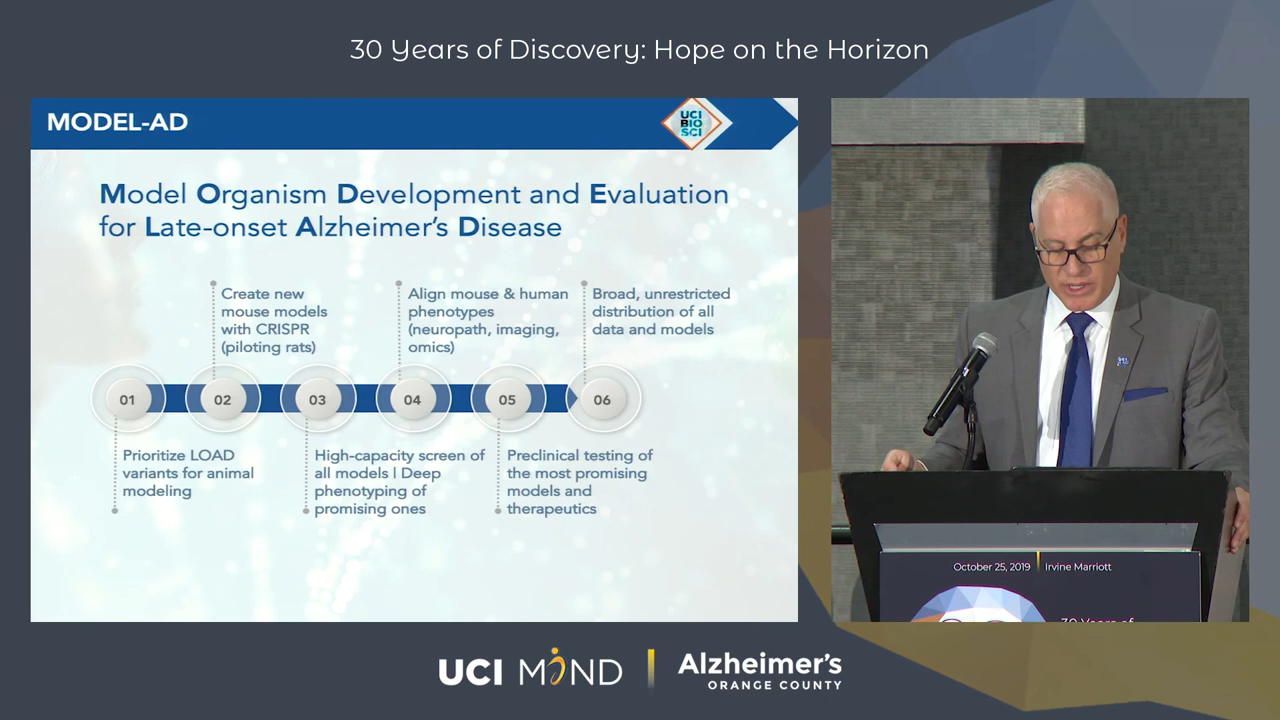 30 Years of Discovery: Hope on the Horizon
MODEL-AD
UCI
BIO
SCI
Model Organism Development and Evaluation
for Late-onset Alzheimer's Disease
Create new
mouse models
with CRISPR
(piloting rats)
Align mouse & human
phenotypes
(neuropath, imaging,
omics)
Broad, unrestricted
distribution of all
data and models
01
02
03
04
05
06
Prioritize LOAD
variants for animal
modeling
High-capacity screen of
all models | Deep
phenotyping of
promising ones
Preclinical testing of
the most promising
models and
therapeutics
October 25, 2019 | Irvine Marriott
30 Years of
UCI MIND
Alzheimer's
ORANGE COUNTY